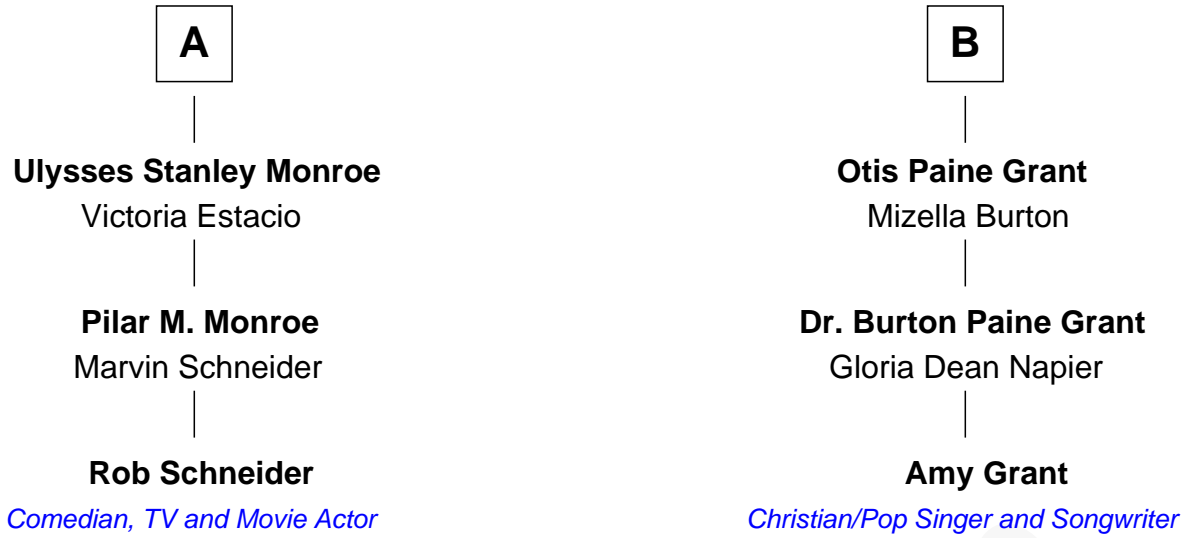 A
B
Ulysses Stanley Monroe
Victoria Estacio
Otis Paine Grant
Mizella Burton
Pilar M. Monroe
Marvin Schneider
Dr. Burton Paine Grant
Gloria Dean Napier
Rob Schneider
Comedian, TV and Movie Actor
Amy Grant
Christian/Pop Singer and Songwriter